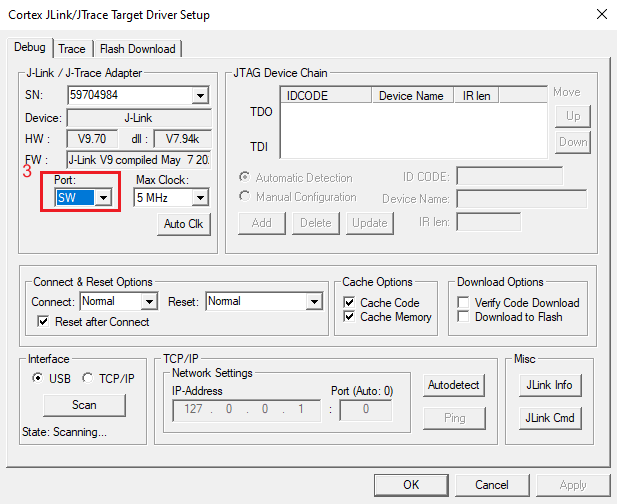 Cortex JLink/JTrace Target Driver Setup
Debug Trace Flash Download
J-Link / J-Trace Adapter
SN: 59704984
Device: J-Link
HW : V9.70 dll : V7.94k
FW : J-Link V9 compiled May 7 202
3
Port: Max Clock:
SW 5 MHz
Auto Clk
JTAG Device Chain
IDCODE Device Name IR len Move
TDO
TDI
Up
Down
Automatic Detection ID CODE:
Manual Configuration Device Name:
Add Delete Update IR len:
Connect & Reset Options
Connect: Normal Reset: Normal
Reset after Connect
Cache Options
Cache Code
Cache Memory
Download Options
Verify Code Download
Download to Flash
Interface
USB TCP/IP
Scan
State: Scanning...
TCP/IP
Network Settings
IP-Address Port (Auto: 0)
127 . 0 . 0 . 1 : 0
Autodetect
Ping
Misc
JLink Info
JLink Cmd
OK Cancel Apply